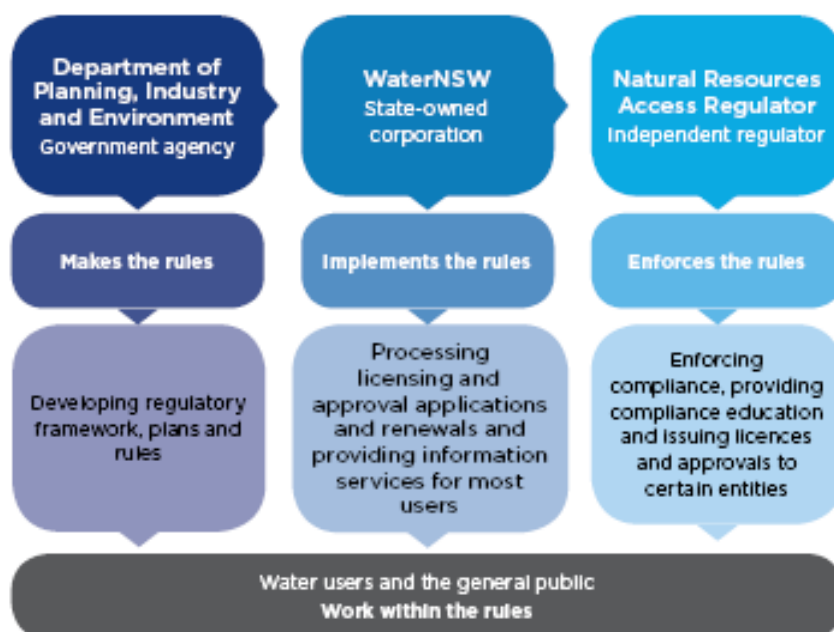 Department of
Planning, Industry
and Environment
Government agency
WaterNSW
State-owned
corporation
Natural Resources
Access Regulator
Independent regulator
Makes the rules
Implements the rules
Enforces the rules
Developing regulatory
framework, plans and
rules
Processing
licensing and
approval applications
and renewals and
providing information
services for most
users
Enforcing
compliance, providing
compliance education
and issuing licences
and approvals to
certain entities
Water users and the general public
Work within the rules